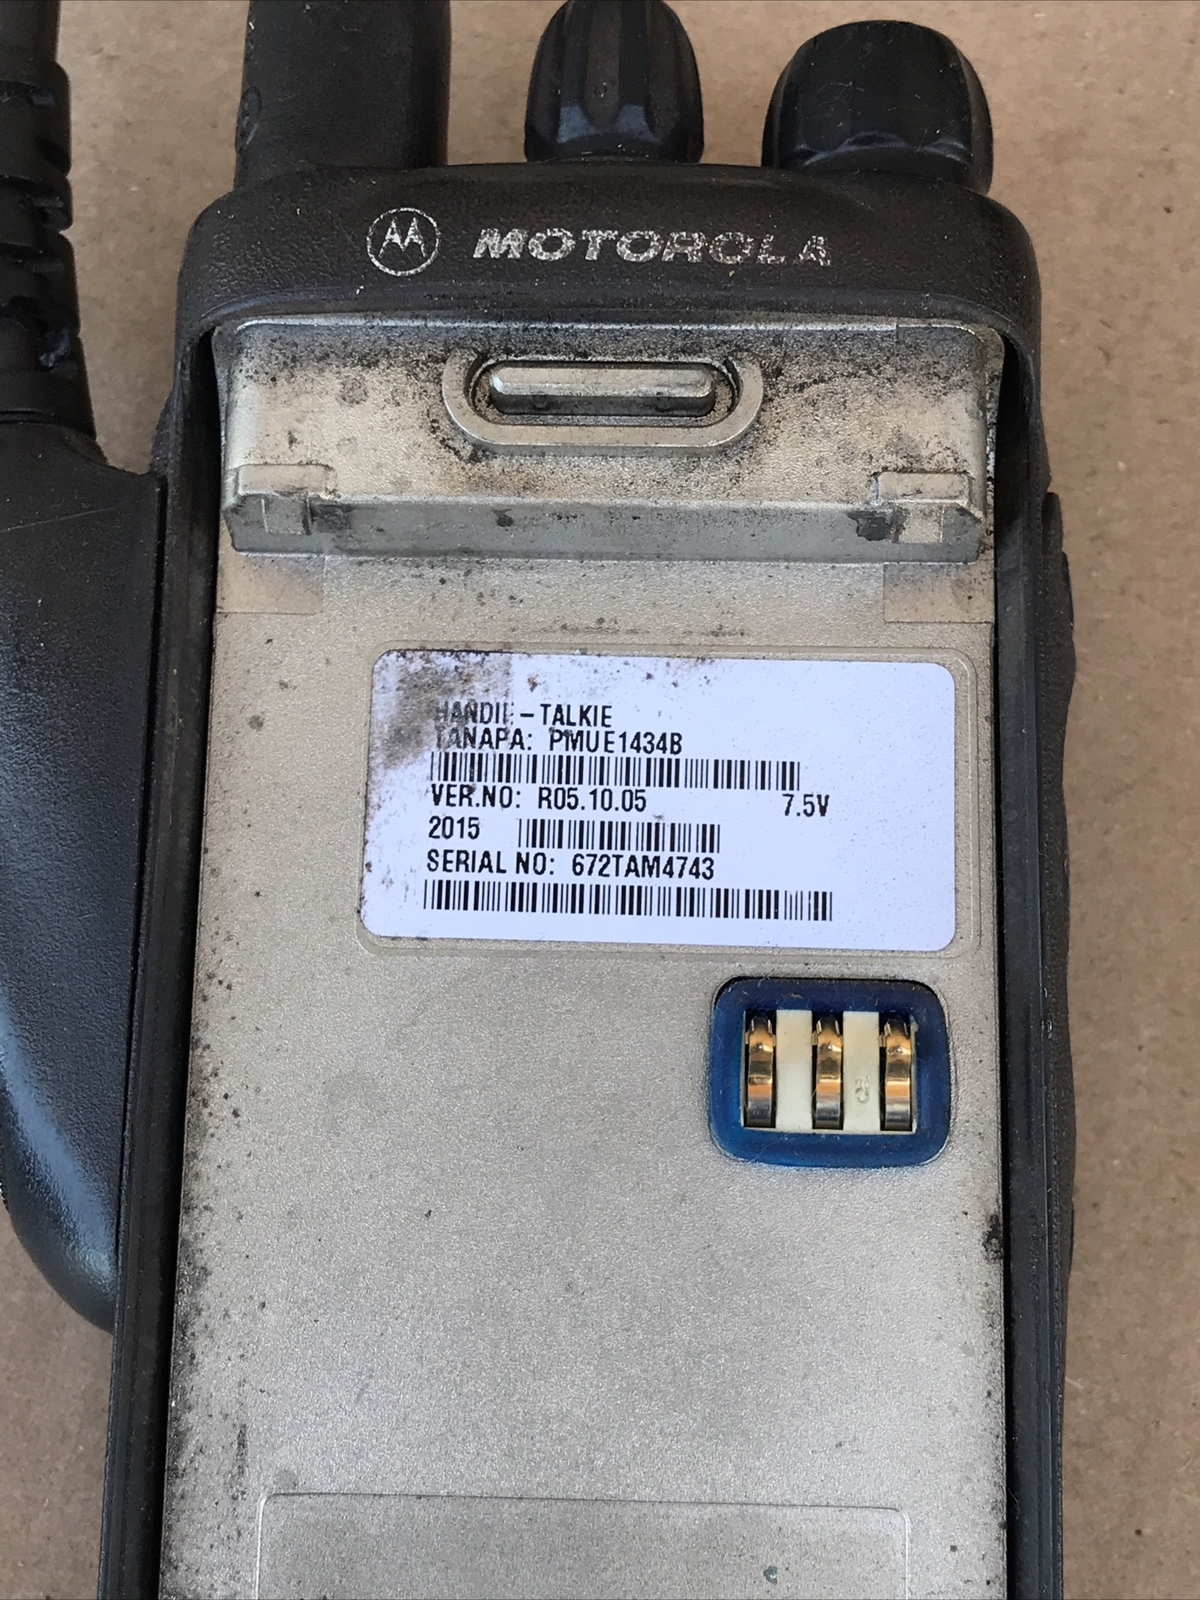 MOTOROLA
HANDIE-TALKIE
TANAPA: PMUE1434B
VER.NO: R05.10.05 7.5V
2015
SERIAL NO: 672TAM4743